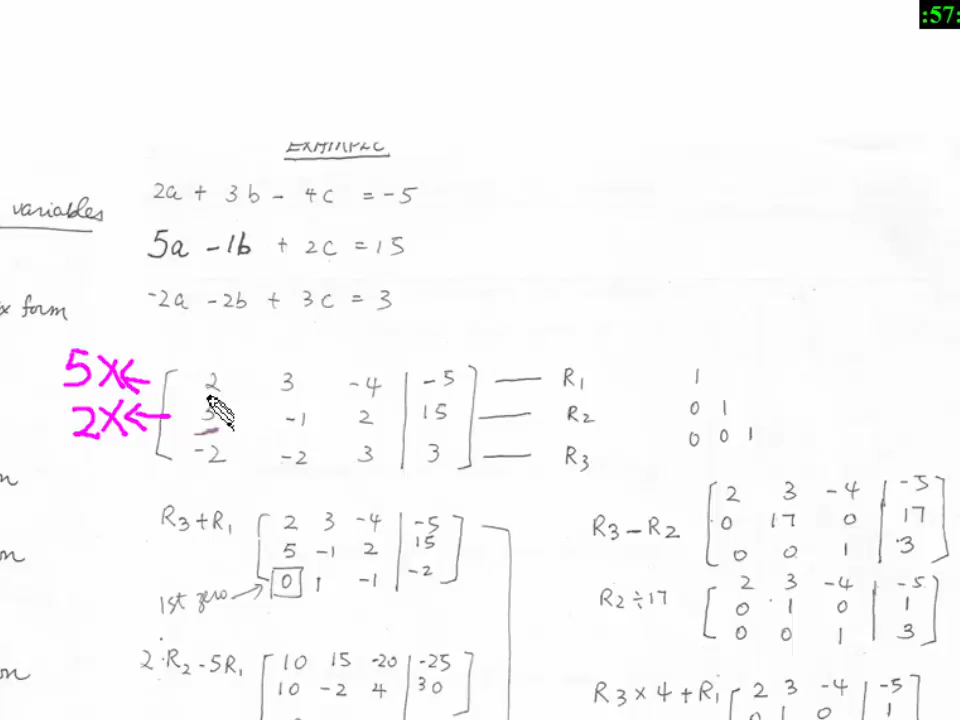 :57:
EXAMPLE
2a + 3b - 4c = -5
variables
5a - 1b + 2c = 15
-2a - 2b + 3c = 3
form
5X← [ 2 3 -4 | -5 ] — R1
2X← -1 2 | 15 — R2
-2 -2 3 | 3 — R3
1
0 1
0 0 1
R3+R1 [ 2 3 -4 | -5 ]
5 -1 2 | 15
0 1 -1 | -2
1st zero →
2·R2-5R1 [ 10 15 -20 | -25 ]
10 -2 4 | 30
R3-R2 [ 2 3 -4 | -5 ]
0 17 0 | 17
0 0 1 | 3
R2÷17 [ 2 3 -4 | -5 ]
0 1 0 | 1
0 0 1 | 3
R3×4+R1 [ 2 3 -4 | -5
0 1 0 | 1